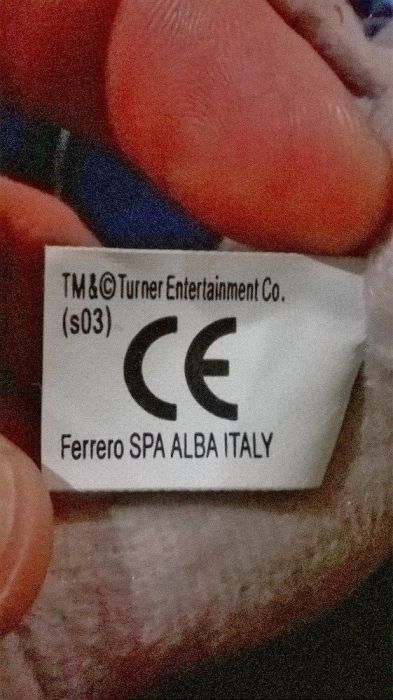 TM&©Turner Entertainment Co.
(s03)
CE
Ferrero SPA ALBA ITALY